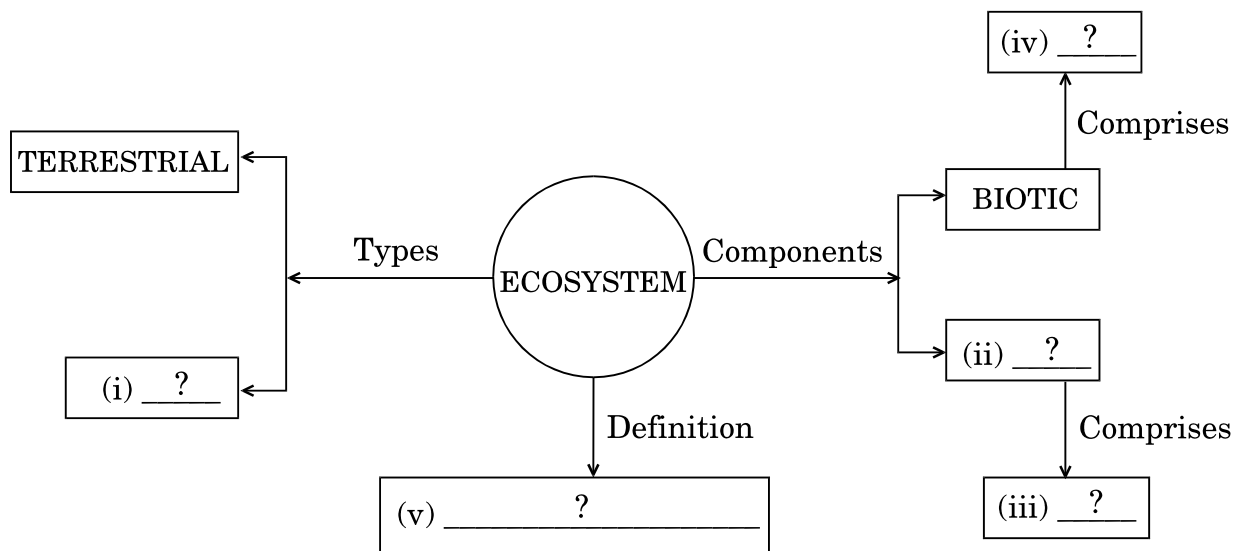 (iv) ?
Comprises
TERRESTRIAL
BIOTIC
Types
Components
ECOSYSTEM
(ii) ?
(i) ?
Definition
Comprises
(v) ?
(iii) ?